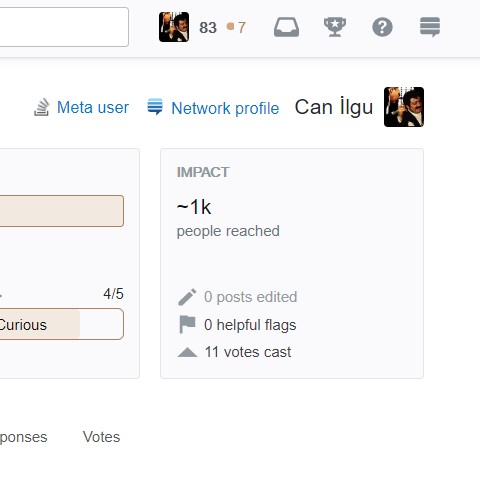 83 7
Meta user Network profile Can İlgu
IMPACT
~1k
people reached
4/5
Curious
0 posts edited
0 helpful flags
11 votes cast
ponses Votes